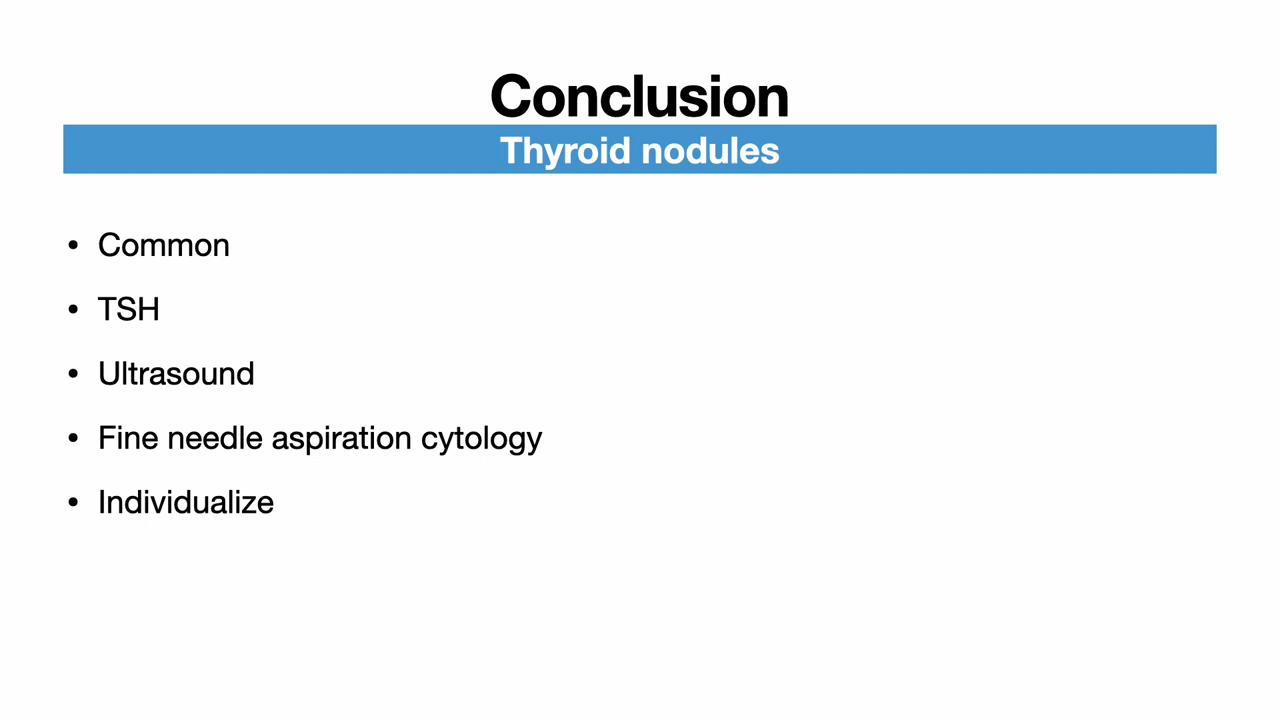 Conclusion
Thyroid nodules
• Common
• TSH
• Ultrasound
• Fine needle aspiration cytology
• Individualize